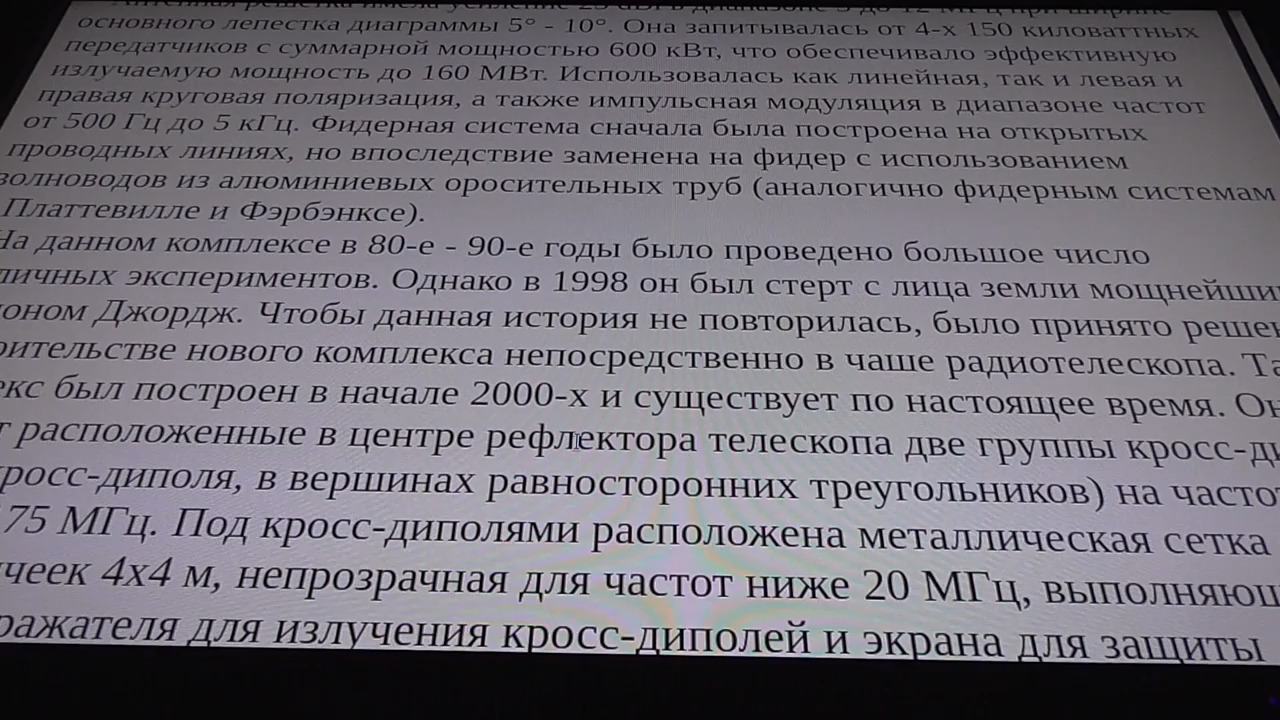 основного лепестка диаграммы 5° - 10°. Она запитывалась от 4-х 150 киловаттных
передатчиков с суммарной мощностью 600 кВт, что обеспечивало эффективную
излучаемую мощность до 160 МВт. Использовалась как линейная, так и левая и
правая круговая поляризация, а также импульсная модуляция в диапазоне частот
от 500 Гц до 5 кГц. Фидерная система сначала была построена на открытых
проводных линиях, но впоследствие заменена на фидер с использованием
волноводов из алюминиевых оросительных труб (аналогично фидерным системам
Платтевилле и Фэрбэнксе).
На данном комплексе в 80-е - 90-е годы было проведено большое число
личных экспериментов. Однако в 1998 он был стерт с лица земли мощнейши
оном Джордж. Чтобы данная история не повторилась, было принято реше
оительстве нового комплекса непосредственно в чаше радиотелескопа. Та
екс был построен в начале 2000-х и существует по настоящее время. Он
т расположенные в центре рефлектора телескопа две группы кросс-ди
кросс-диполя, в вершинах равносторонних треугольников) на часто
75 МГц. Под кросс-диполями расположена металлическая сетка
чеек 4х4 м, непрозрачная для частот ниже 20 МГц, выполняющ
ражателя для излучения кросс-диполей и экрана для защиты